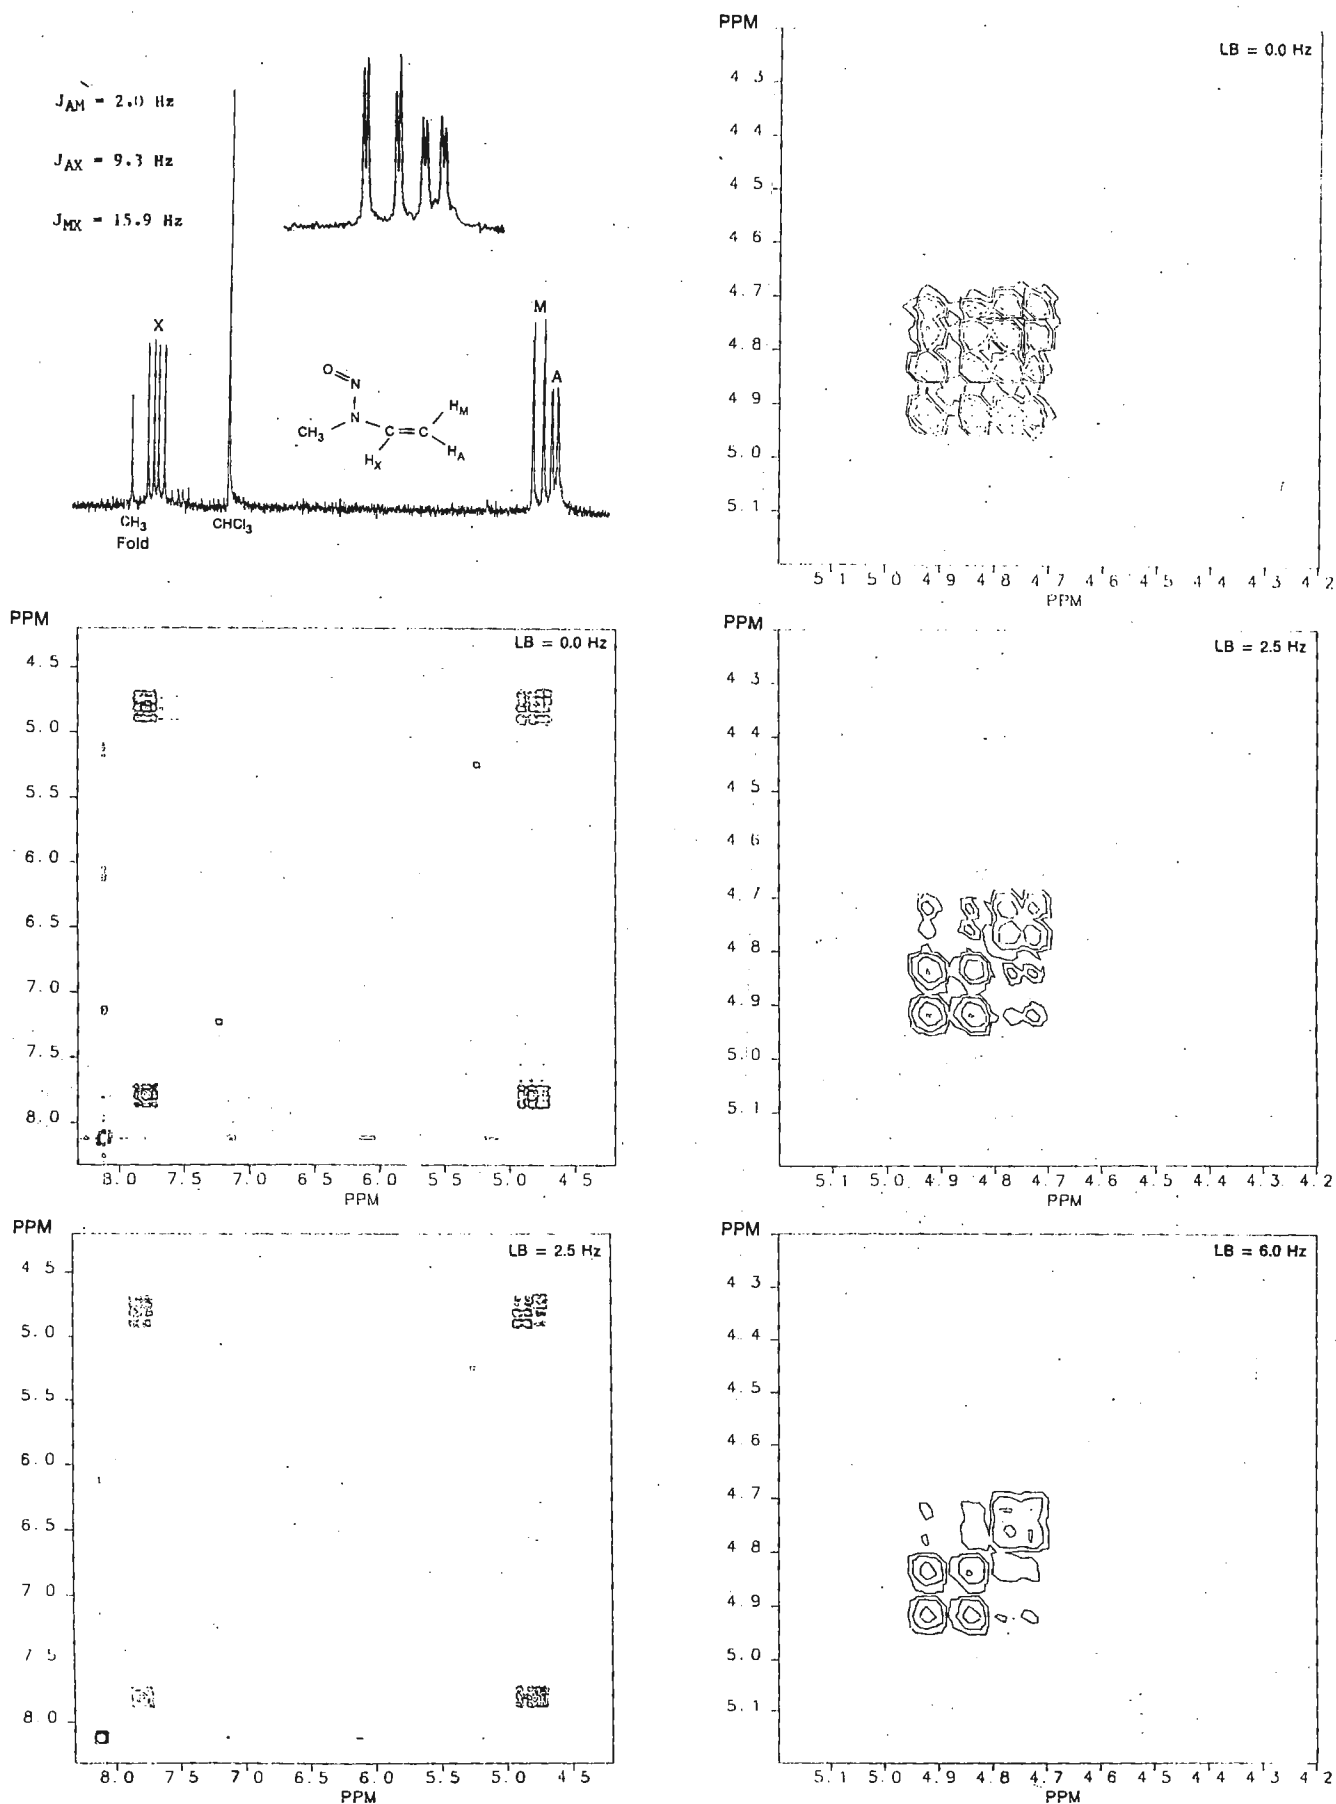 J_AM = 2.0 Hz
J_AX = 9.3 Hz
J_MX = 15.9 Hz
X
M
A
O
N
N
CH3
C=C
H_M
H_A
H_X
CH3
Fold
CHCl3
PPM
LB = 0.0 Hz
4 3
4 4
4 5
4 6
4.7
4.8
4 9
5.0
5.1
5 1 5 0 4 9 4 8 4 7 4 6 4 5 4 4 4 3 4 2
PPM
PPM
LB = 0.0 Hz
4. 5
5. 0
5. 5
6. 0
6. 5
7. 0
7. 5
8. 0
8. 0 7. 5 7 0 6 5 6. 0 5. 5 5. 0 4 5
PPM
PPM
LB = 2.5 Hz
4 3
4 4
4 5
4 6
4. 7
4 8
4. 9
5. 0
5. 1
5. 1 5. 0 4. 9 4. 8 4. 7 4. 6 4. 5 4. 4 4. 3 4. 2
PPM
PPM
LB = 2.5 Hz
4 5
5. 0
5. 5
6. 0
6. 5
7 0
7 5
8. 0
8. 0 7. 5 7 0 6. 5 6. 0 5. 5 5. 0 4 5
PPM
PPM
LB = 6.0 Hz
4 3
4. 4
4. 5
4. 6
4. 7
4 8
4. 9
5. 0
5. 1
5. 1 5. 0 4. 9 4. 8 4. 7 4. 6 4. 5 4. 4 4 3 4 2
PPM